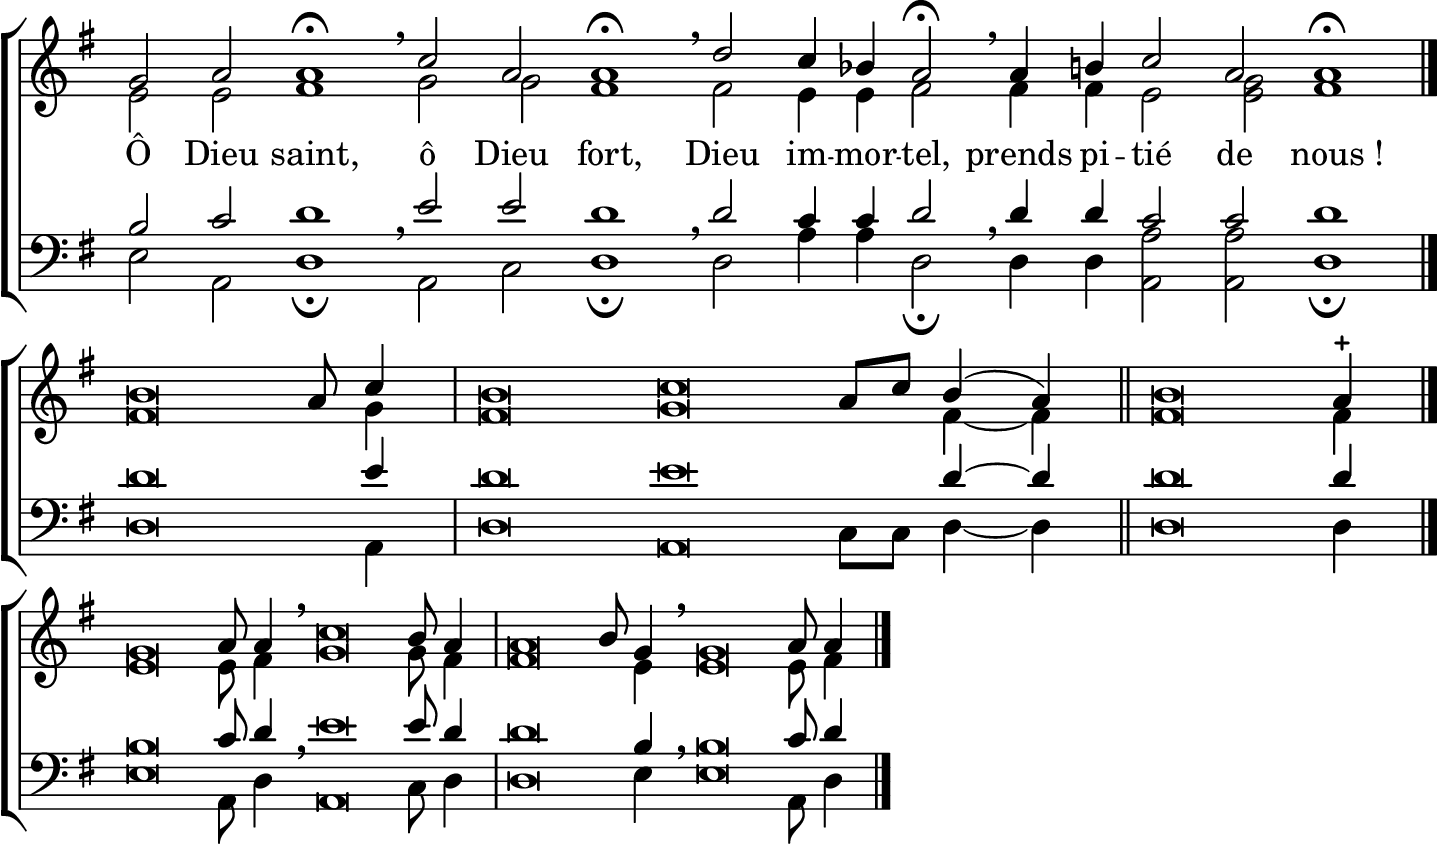 Ô Dieu saint, ô Dieu fort, Dieu im – mor – tel, prends pi – tié de nous !